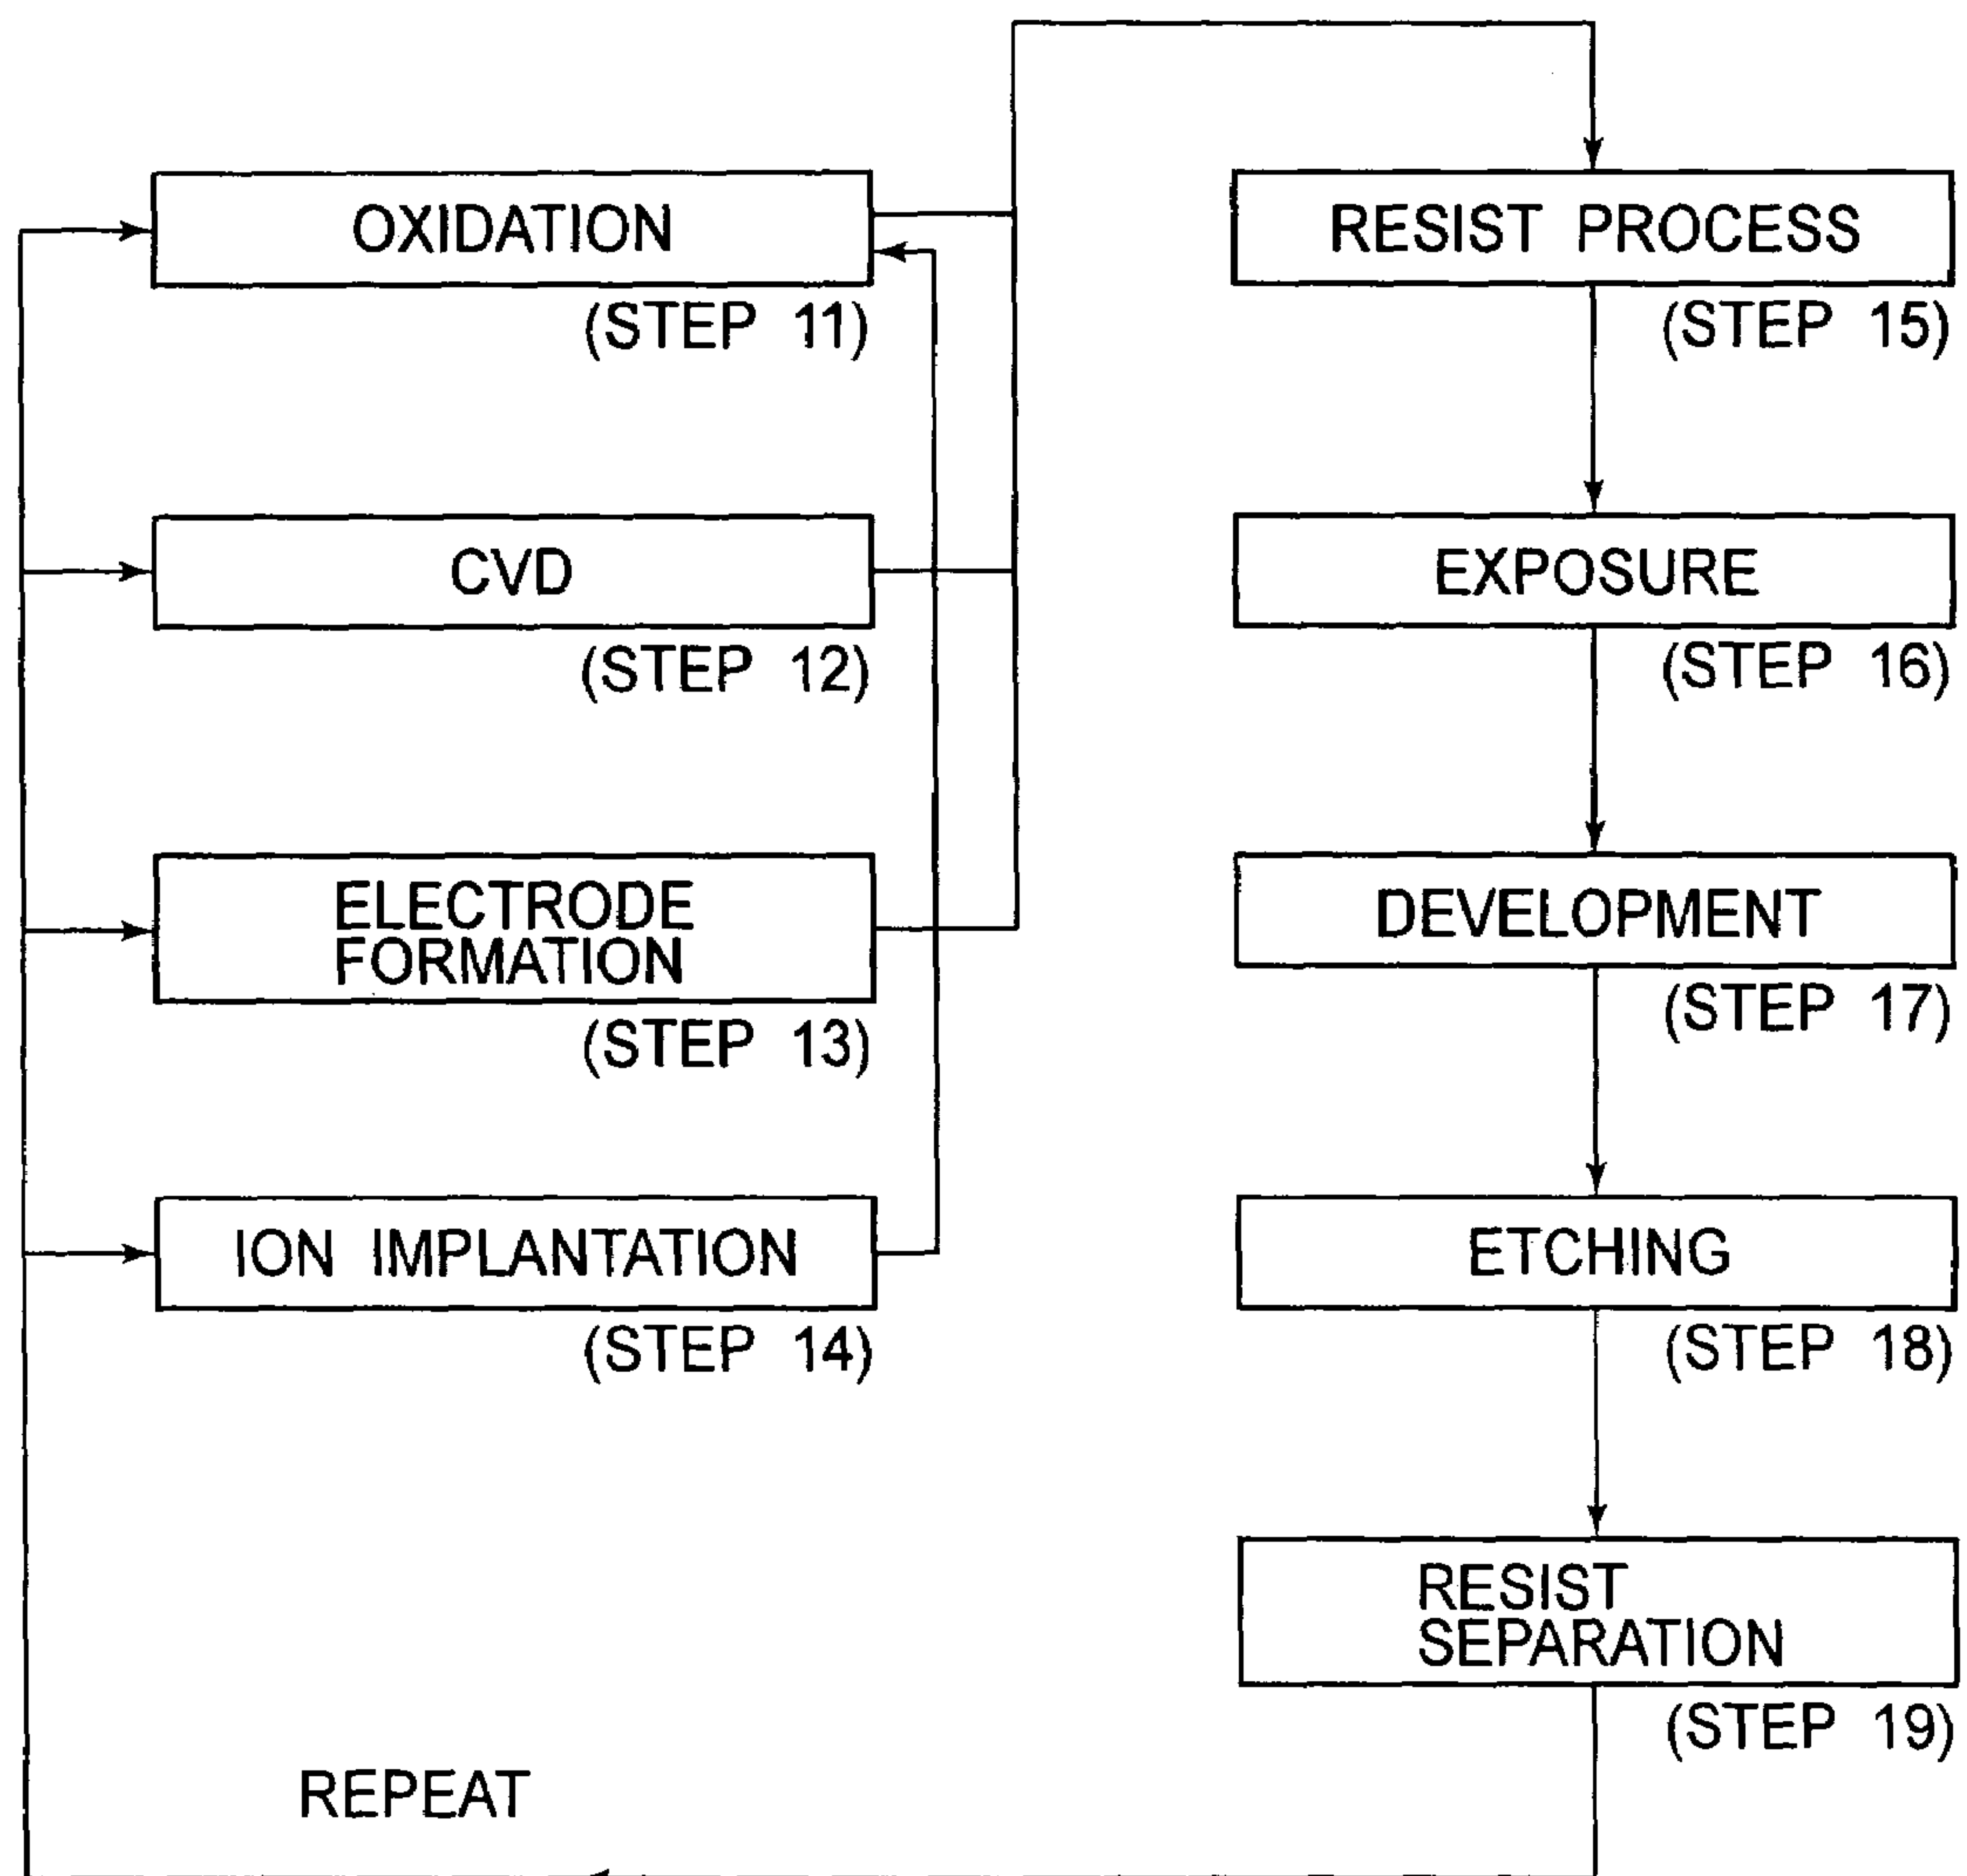 OXIDATION
(STEP 11)
CVD
(STEP 12)
ELECTRODE
FORMATION
(STEP 13)
ION IMPLANTATION
(STEP 14)
REPEAT
RESIST PROCESS
(STEP 15)
EXPOSURE
(STEP 16)
DEVELOPMENT
(STEP 17)
ETCHING
(STEP 18)
RESIST
SEPARATION
(STEP 19)